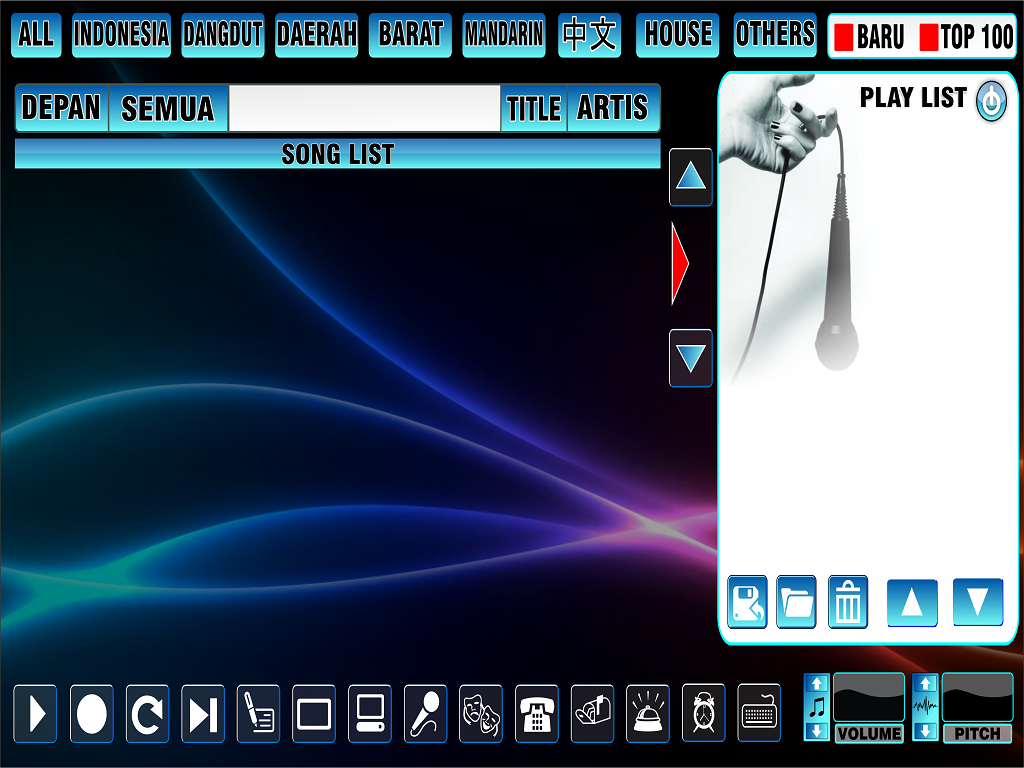 ALL INDONESIA DANGDUT DAERAH BARAT MANDARIN 中文 HOUSE OTHERS BARU TOP 100
DEPAN SEMUA TITLE ARTIS
PLAY LIST
SONG LIST
VOLUME PITCH